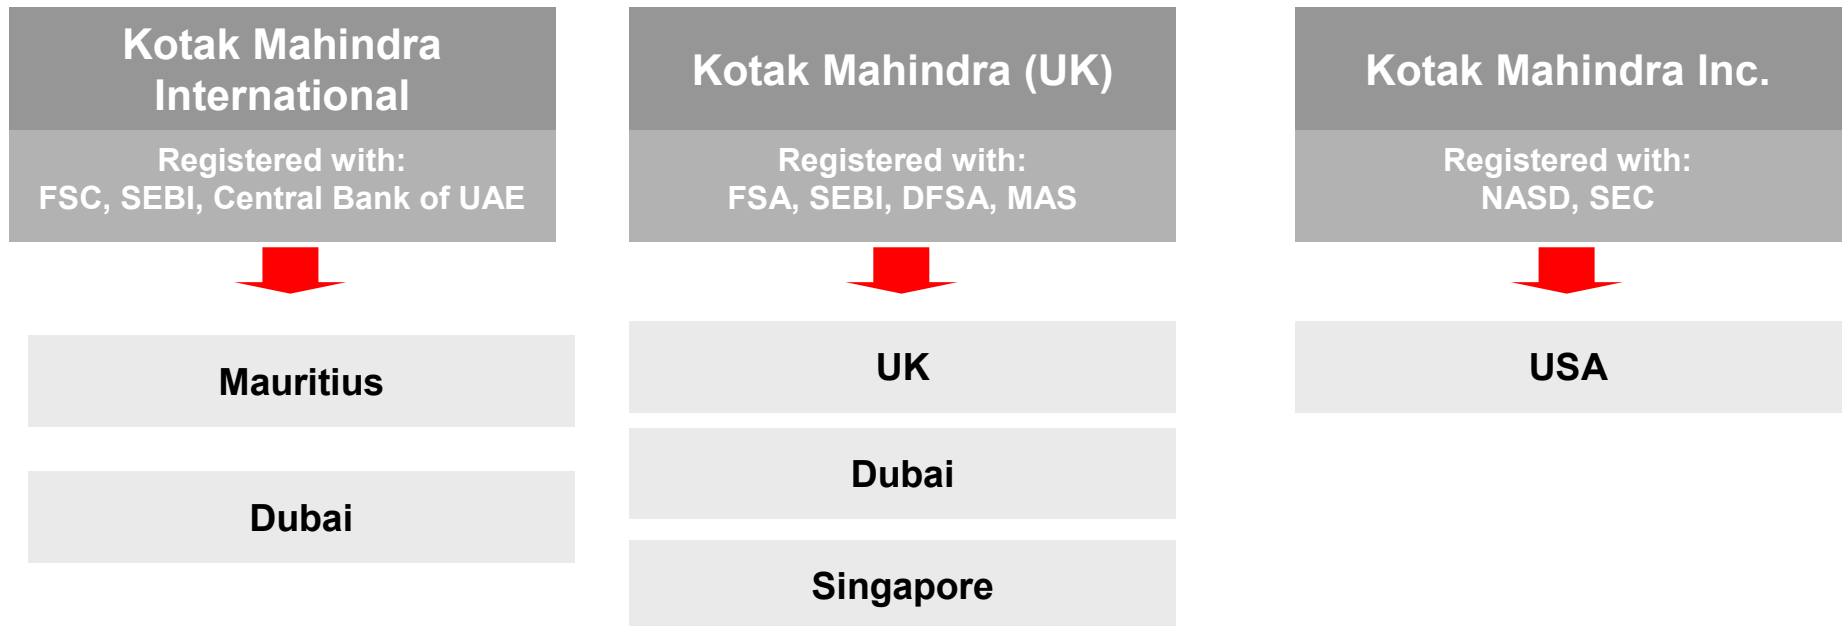 Kotak Mahindra
International
Registered with:
FSC, SEBI, Central Bank of UAE
Mauritius
Dubai
Kotak Mahindra (UK)
Registered with:
FSA, SEBI, DFSA, MAS
UK
Dubai
Singapore
Kotak Mahindra Inc.
Registered with:
NASD, SEC
USA